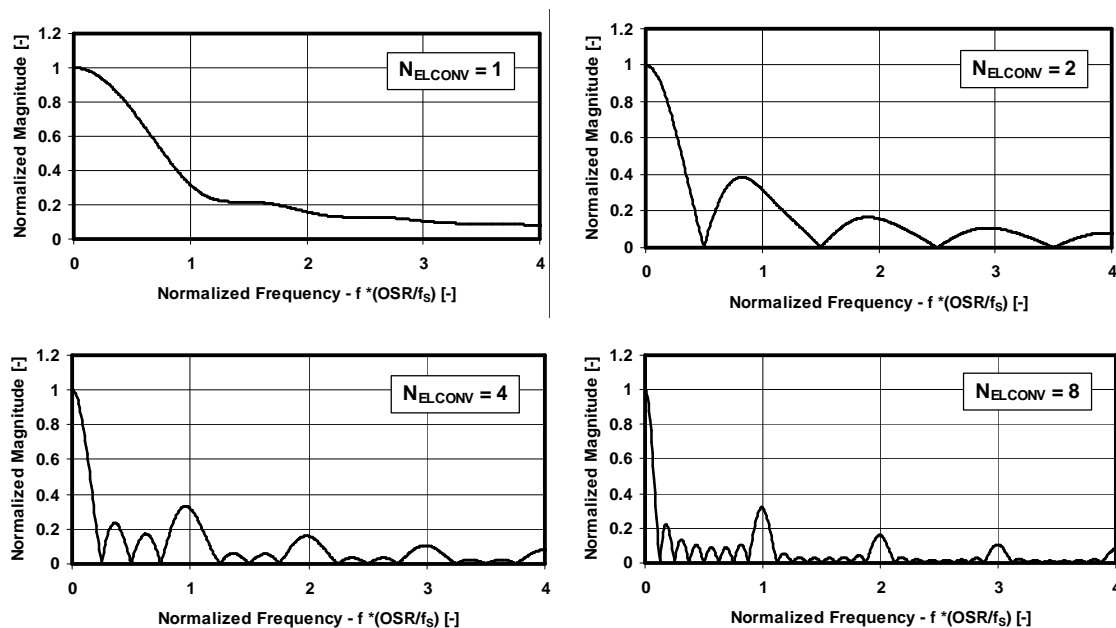 1.2
1
0.8
0.6
0.4
0.2
0
0 1 2 3 4
Normalized Magnitude [-]
Normalized Frequency - f *(OSR/fS) [-]
NELCONV = 1
1.2
1
0.8
0.6
0.4
0.2
0
0 1 2 3 4
Normalized Magnitude [-]
Normalized Frequency - f *(OSR/fS) [-]
NELCONV = 2
1.2
1
0.8
0.6
0.4
0.2
0
0 1 2 3 4
Normalized Magnitude [-]
Normalized Frequency - f *(OSR/fS) [-]
NELCONV = 4
1.2
1
0.8
0.6
0.4
0.2
0
0 1 2 3 4
Normalized Magnitude [-]
Normalized Frequency - f *(OSR/fS) [-]
NELCONV = 8